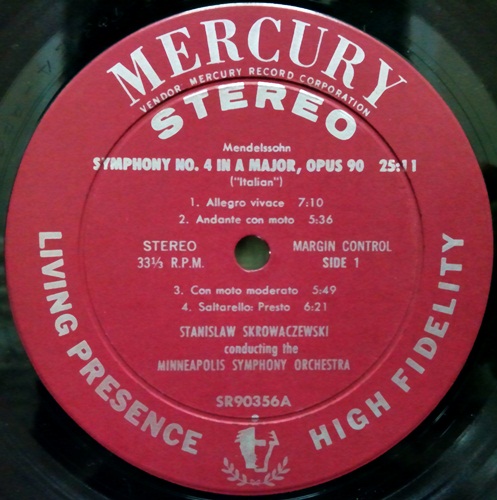 MERCURY
VENDOR MERCURY RECORD CORPORATION
STEREO
Mendelssohn
SYMPHONY NO. 4 IN A MAJOR, OPUS 90 25:11
("Italian")
1. Allegro vivace 7:10
2. Andante con moto 5:36
STEREO
33⅓ R.P.M.
MARGIN CONTROL
SIDE 1
3. Con moto moderato 5:49
4. Saltarello: Presto 6:21
STANISLAW SKROWACZEWSKI
conducting the
MINNEAPOLIS SYMPHONY ORCHESTRA
SR90356A
LIVING PRESENCE
HIGH FIDELITY